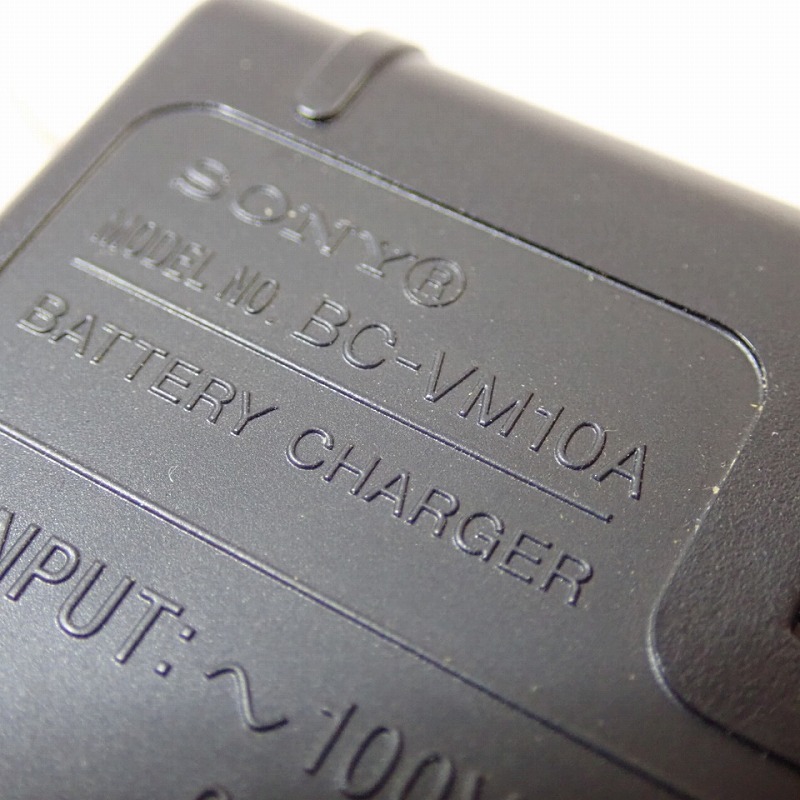 SONY®
MODEL NO. BC-VM10A
BATTERY CHARGER
INPUT: ~ 100V